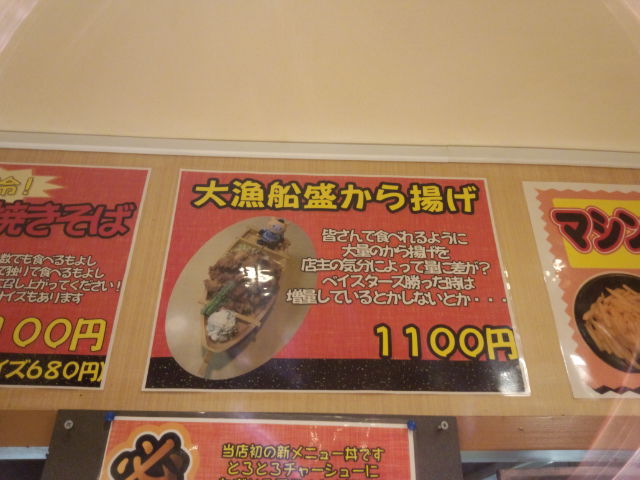 命！
焼きそば
数でも食べるもよし
で独りで食べるもよし
召し上がってください！
イズもあります
100円
イズ680円)
大漁船盛から揚げ
皆さんで食べれるように
大量のから揚げを
店主の気分によって量に差が？
ベイスターズ勝った時は
増量しているとかしないとか・・・
1100円
マシン
必
当店初の新メニュー丼です
とろとろチャーシューに